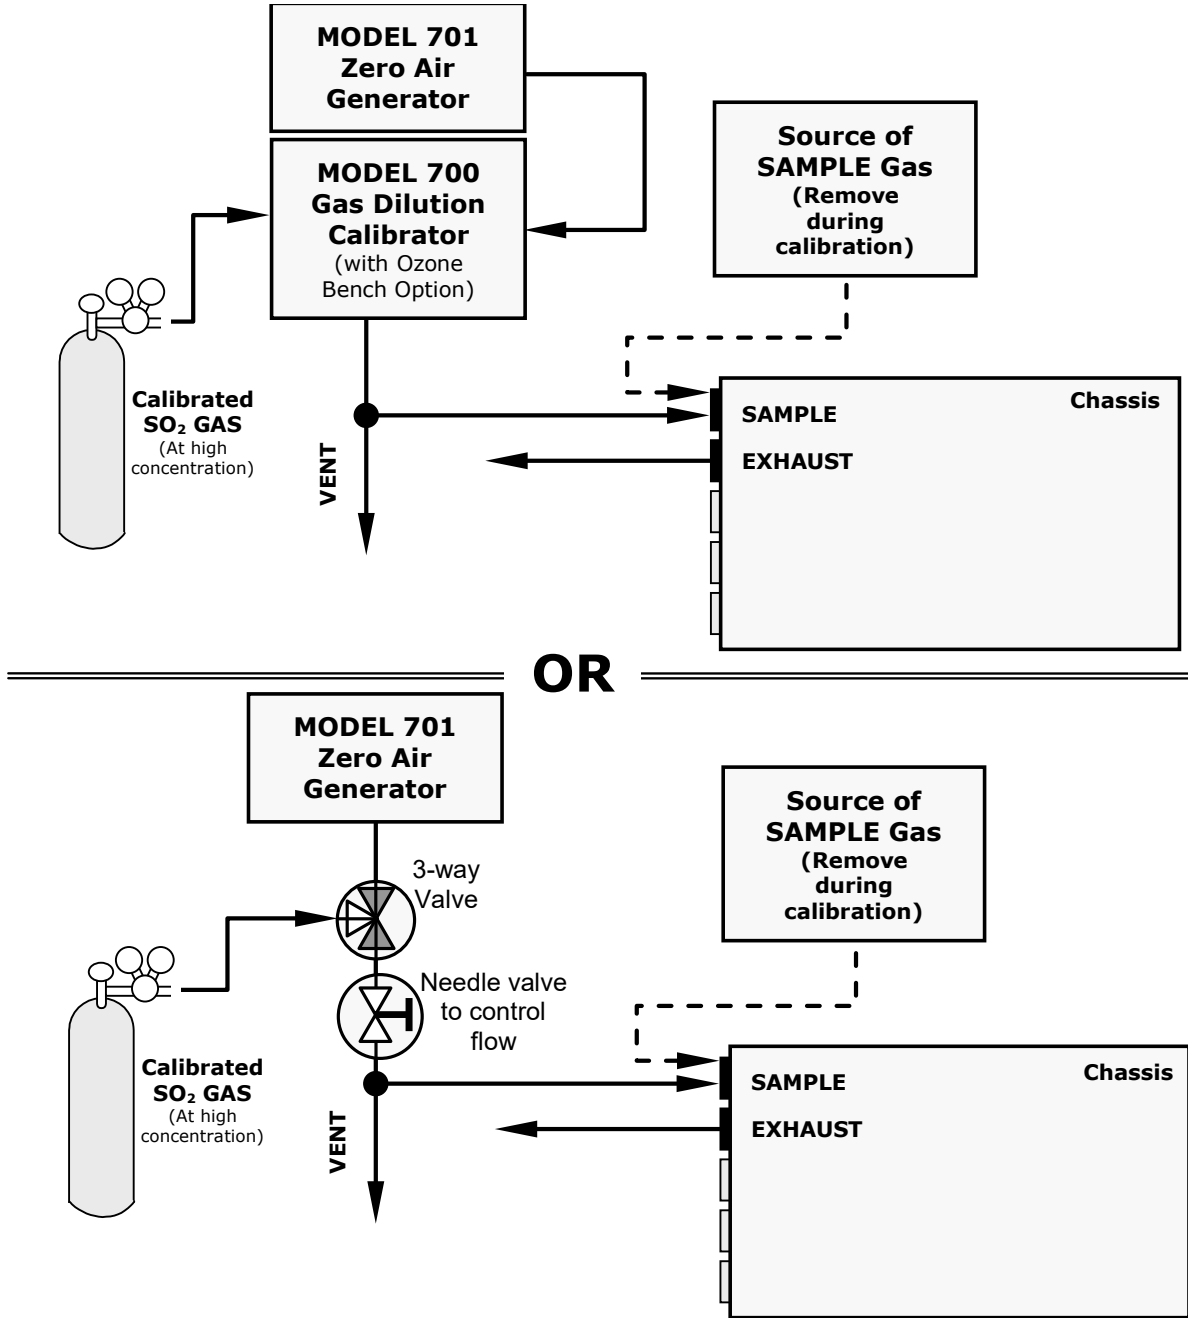 MODEL 701
Zero Air
Generator
MODEL 700
Gas Dilution
Calibrator
(with Ozone
Bench Option)
Source of
SAMPLE Gas
(Remove
during
calibration)
Calibrated
SO₂ GAS
(At high
concentration)
VENT
Chassis
SAMPLE
EXHAUST
OR
MODEL 701
Zero Air
Generator
3-way
Valve
Needle valve
to control
flow
Source of
SAMPLE Gas
(Remove
during
calibration)
Calibrated
SO₂ GAS
(At high
concentration)
VENT
Chassis
SAMPLE
EXHAUST